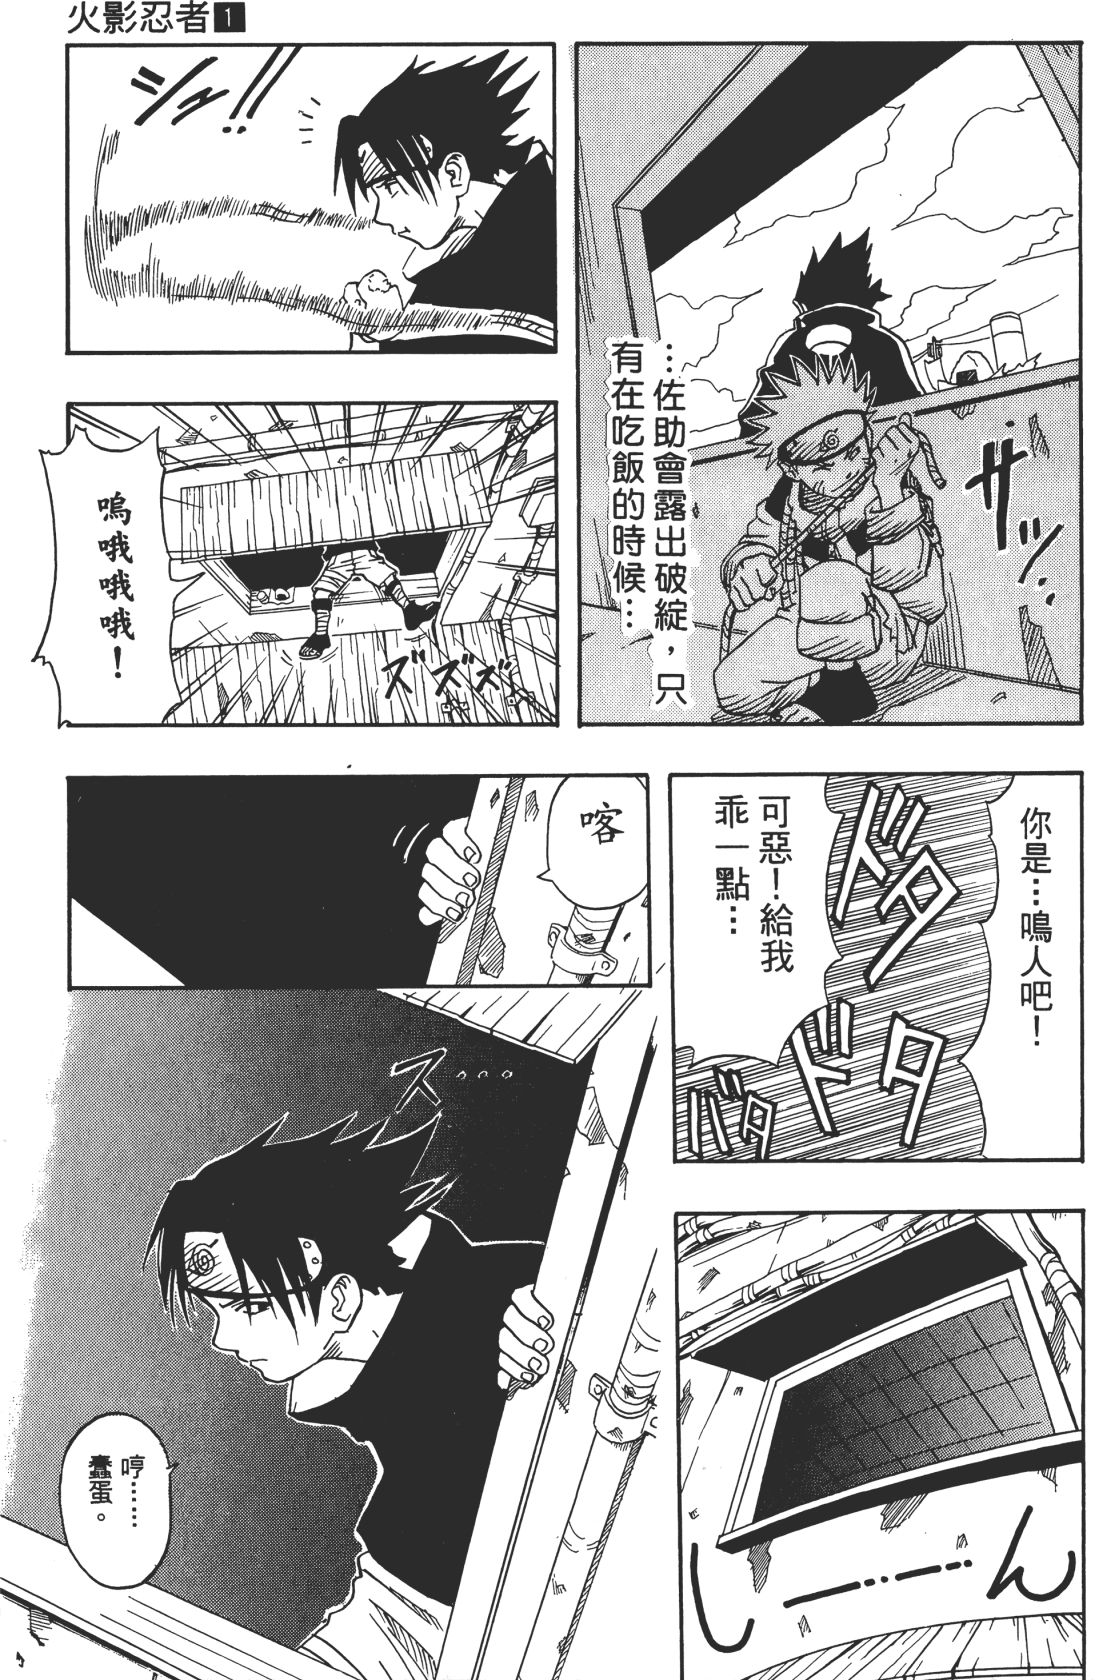 火影忍者1
…佐助會露出破綻，只
有在吃飯的時候…
ザッ…
シュ!!
嗚哦哦哦！
ズズズッ
你是…鳴人吧！
可惡！給我
乖一點…
ドタ
ドタ
バタ
喀
しーーん
ス…
哼……
蠢蛋。